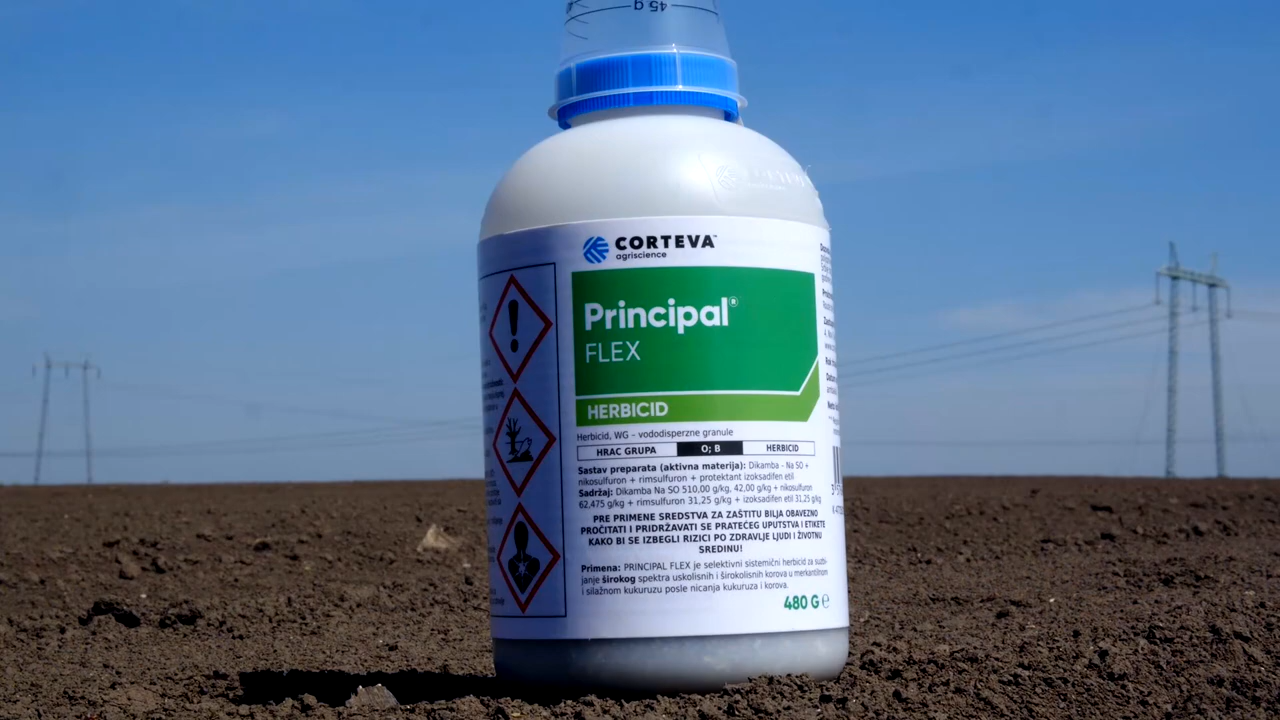 45 g
CORTEVA™
agriscience
Principal®
FLEX
HERBICID
Herbicid, WG – vododisperzne granule
HRAC GRUPA O; B HERBICID
Sastav preparata (aktivna materija): Dikamba - Na SO +
nikosulfuron + rimsulfuron + protektant izoksadifen etil
Sadržaj: Dikamba Na SO 510,00 g/kg, 42,00 g/kg + nikosulfuron
62,475 g/kg + rimsulfuron 31,25 g/kg + izoksadifen etil 31,25 g/kg
PRE PRIMENE SREDSTVA ZA ZAŠTITU BILJA OBAVEZNO
PROČITATI I PRIDRŽAVATI SE PRATEĆEG UPUTSTVA I ETIKETE
KAKO BI SE IZBEGLI RIZICI PO ZDRAVLJE LJUDI I ŽIVOTNU
SREDINU!
Primena: PRINCIPAL FLEX je selektivni sistemični herbicid za suzbi-
janje širokog spektra uskolisnih i širokolisnih korova u merkantilnom
i silažnom kukuruzu posle nicanja kukuruza i korova.
480 G e